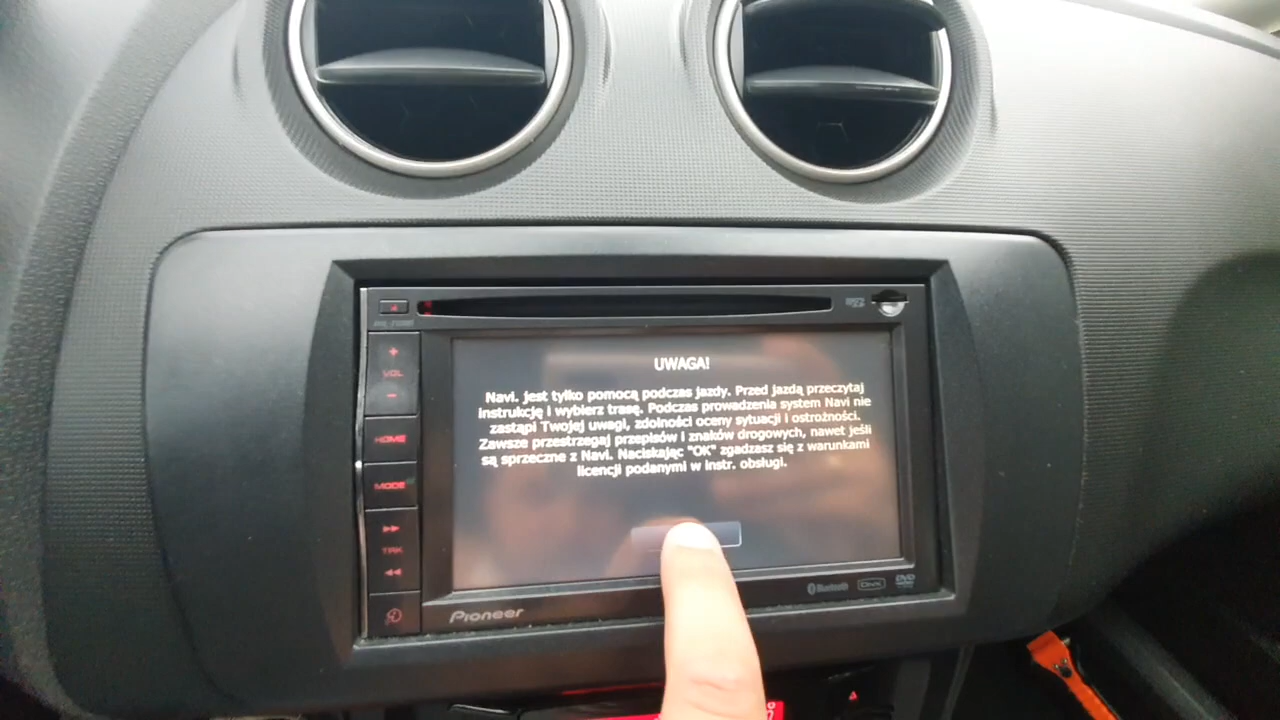 UWAGA!
Navi. jest tylko pomocą podczas jazdy. Przed jazdą przeczytaj
instrukcję i wybierz trasę. Podczas prowadzenia system Navi nie
zastąpi Twojej uwagi, zdolności oceny sytuacji i ostrożności.
Zawsze przestrzegaj przepisów i znaków drogowych, nawet jeśli
są sprzeczne z Navi. Naciskając "OK" zgadzasz się z warunkami
licencji podanymi w instr. obsługi.
+
VOL
-
HOME
MODE
TRK
Pioneer
Bluetooth
DivX
DVD